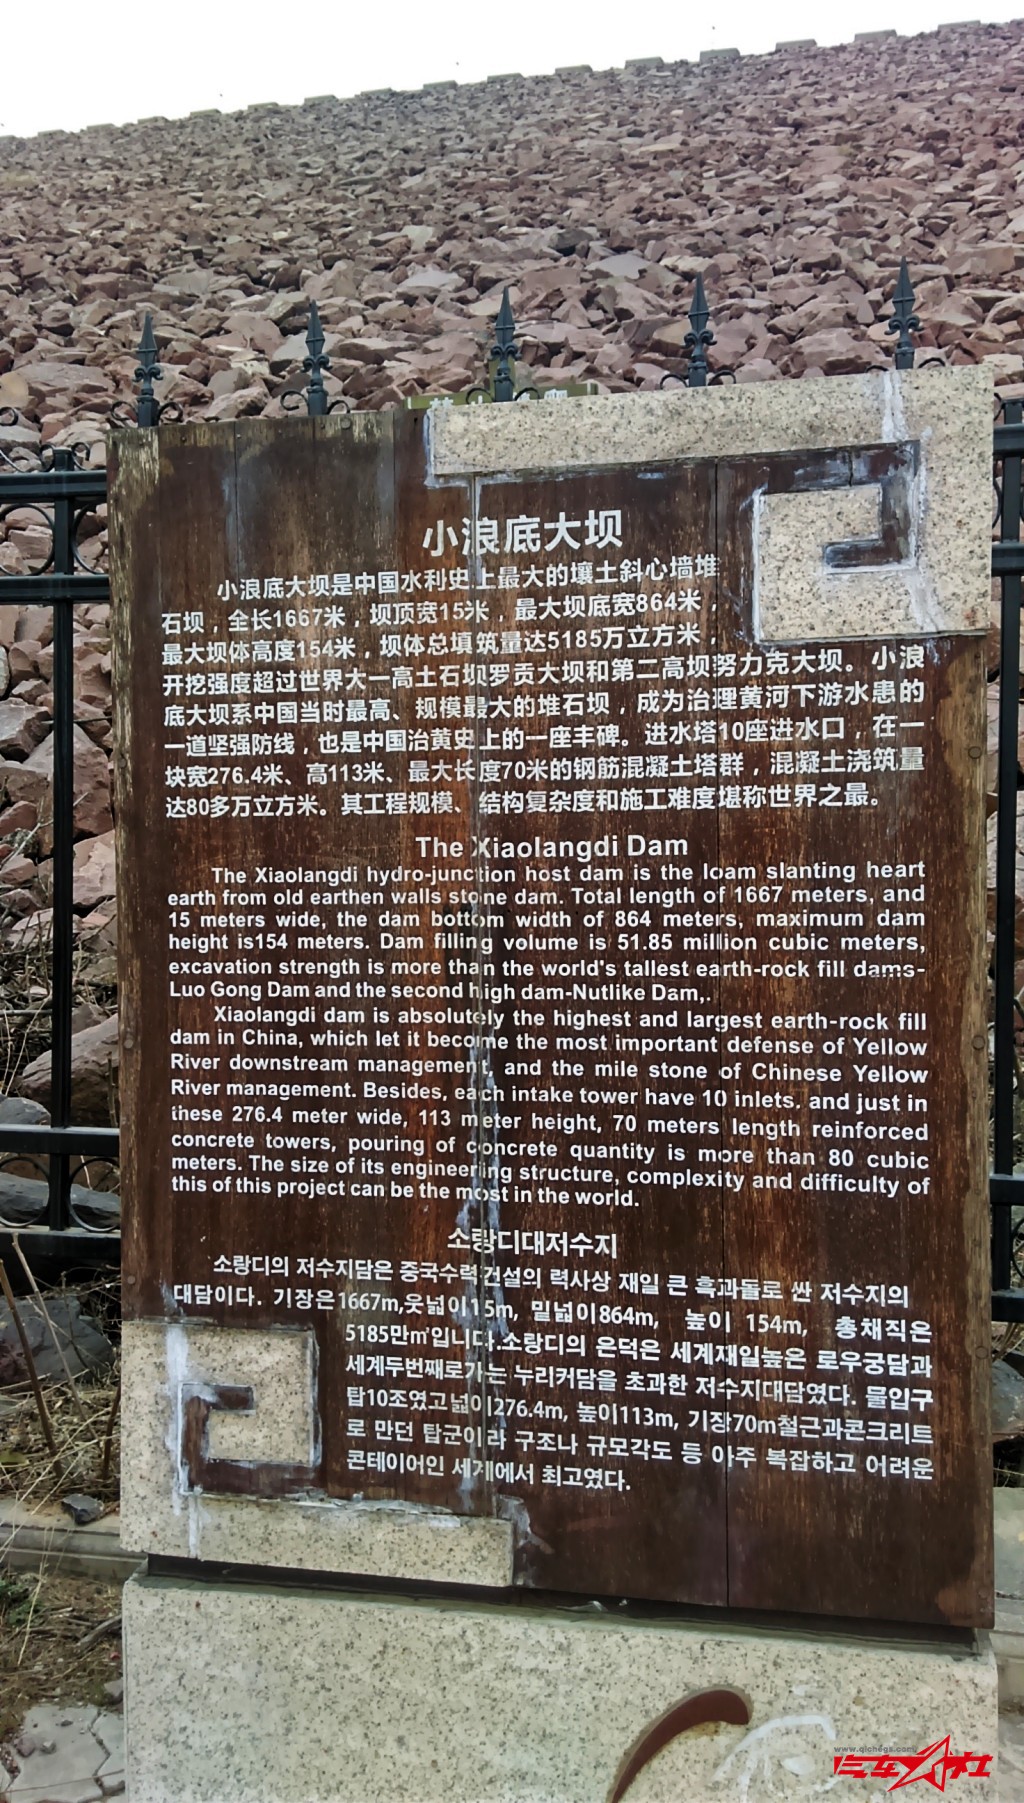 小浪底大坝
小浪底大坝是中国水利史上最大的壤土斜心墙堆
石坝，全长1667米，坝顶宽15米，最大坝底宽864米，
最大坝体高度154米，坝体总填筑量达5185万立方米，
开挖强度超过世界大一高土石坝罗贡大坝和第二高坝努力克大坝。小浪
底大坝系中国当时最高、规模最大的堆石坝，成为治理黄河下游水患的
一道坚强防线，也是中国治黄史上的一座丰碑。进水塔10座进水口，在一
块宽276.4米、高113米、最大长度70米的钢筋混凝土塔群，混凝土浇筑量
达80多万立方米。其工程规模、结构复杂度和施工难度堪称世界之最。
The Xiaolangdi Dam
The Xiaolangdi hydro-junction host dam is the loam slanting heart
earth from old earthen walls stone dam. Total length of 1667 meters, and
15 meters wide, the dam bottom width of 864 meters, maximum dam
height is154 meters. Dam filling volume is 51.85 million cubic meters,
excavation strength is more than the world's tallest earth-rock fill dams-
Luo Gong Dam and the second high dam-Nutlike Dam,.
Xiaolangdi dam is absolutely the highest and largest earth-rock fill
dam in China, which let it become the most important defense of Yellow
River downstream management, and the mile stone of Chinese Yellow
River management. Besides, each intake tower have 10 inlets. and just in
these 276.4 meter wide, 113 meter height, 70 meters length reinforced
concrete towers, pouring of concrete quantity is more than 80 cubic
meters. The size of its engineering structure, complexity and difficulty of
this of this project can be the most in the world.
소랑디대저수지
소랑디의 저수지담은 중국수력건설의 력사상 재일 큰 흑과돌로 싼 저수지의
대담이다. 기장은1667m,웃넓이15m, 밑넓이864m, 높이 154m, 총채직은
5185만㎥입니다.소랑디의 은덕은 세계재일높은 로우궁담과
세계두번째로가는 누리커담을 초과한 저수지대담였다. 물입구
탑10조였고넓이276.4m, 높이113m, 기장70m철근과콘크리트
로 만던 탑군이라 구조나 규모각도 등 아주 복잡하고 어려운
콘테이어인 세계에서 최고였다.
www.qichegs.com
汽车大社